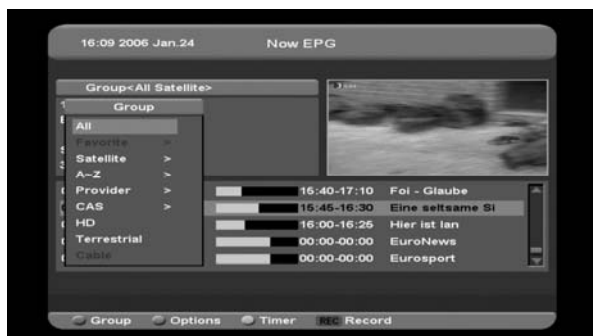 16:09 2006 Jan.24 Now EPG
Group<All Satellite>
Group
All
Favorite >
Satellite >
A~Z >
Provider >
CAS >
HD
Terrestrial
Cable
16:40-17:10 Foi - Glaube
15:45-16:30 Eine seltsame Si
16:00-16:25 Hier ist Ian
00:00-00:00 EuroNews
00:00-00:00 Eurosport
Group Options Timer REC Record